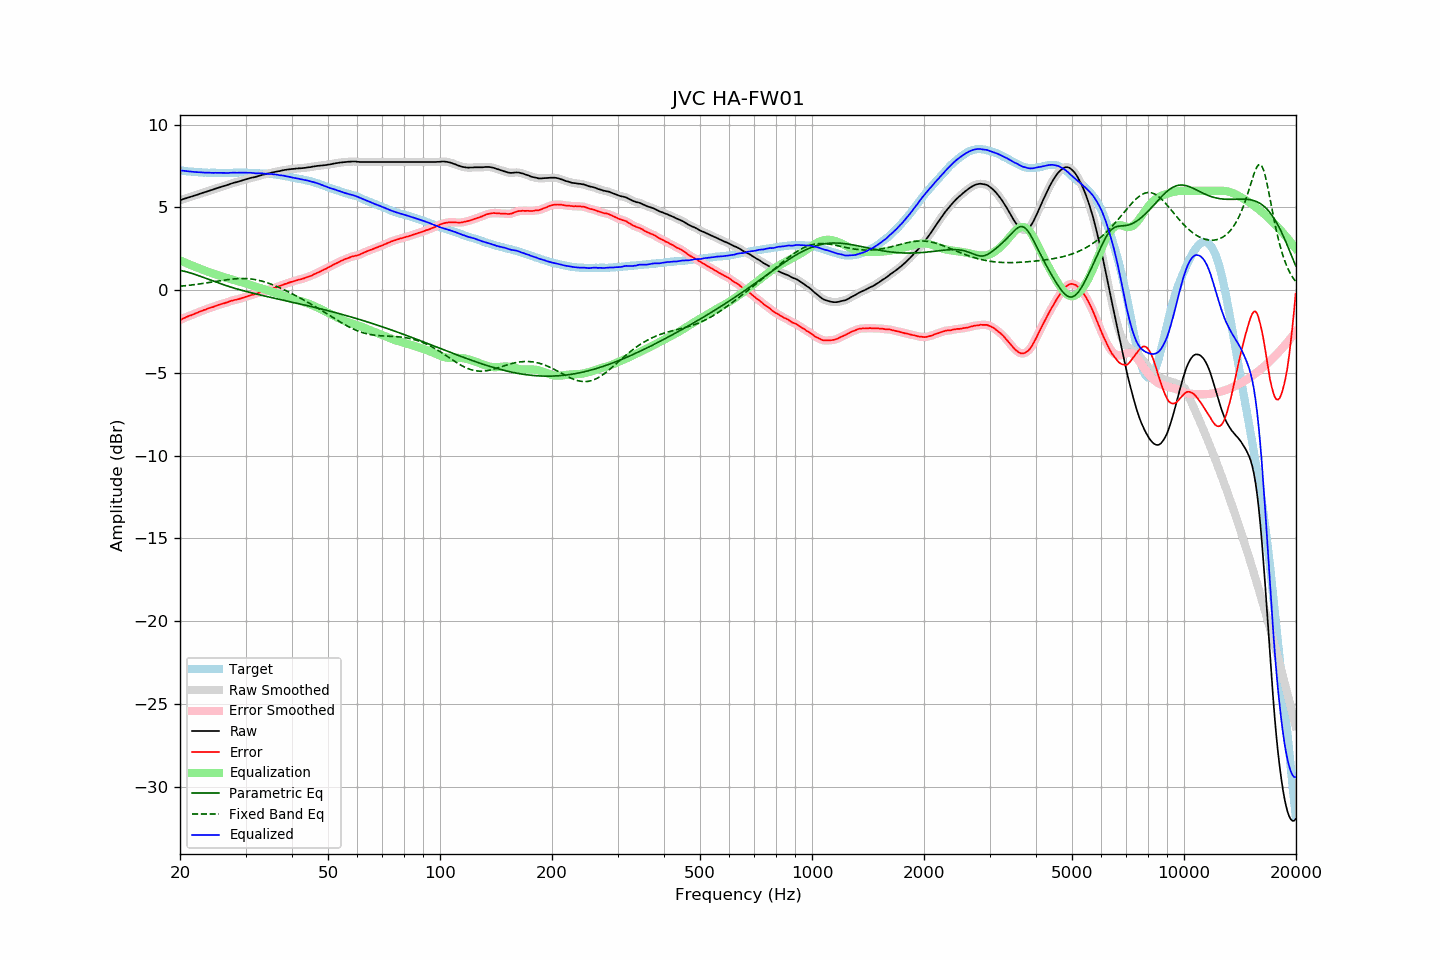 JVC HA-FW01
10
5
0
−5
−10
−15
−20
−25
−30
Amplitude (dBr)
Target
Raw Smoothed
Error Smoothed
Raw
Error
Equalization
Parametric Eq
Fixed Band Eq
Equalized
20 50 100 200 500 1000 2000 5000 10000 20000
Frequency (Hz)